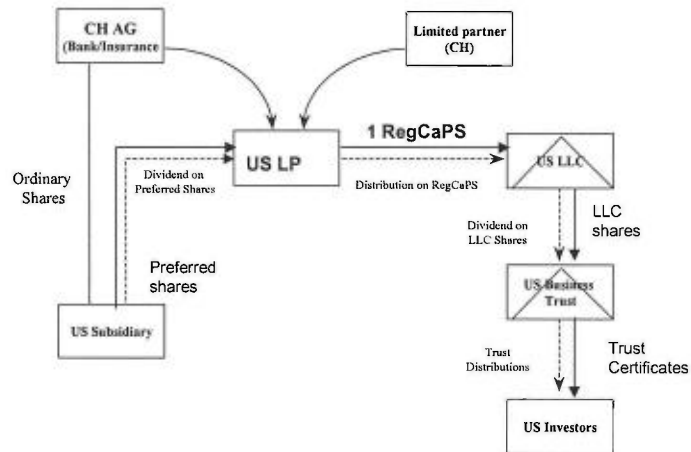 CH AG
(Bank/Insurance
Limited partner
(CH)
1 RegCaPS
US LP
US LLC
Dividend on
Preferred Shares
Distribution on RegCaPS
Ordinary
Shares
Dividend on
LLC Shares
LLC
shares
Preferred
shares
US Business
Trust
US Subsidiary
Trust
Distributions
Trust
Certificates
US Investors